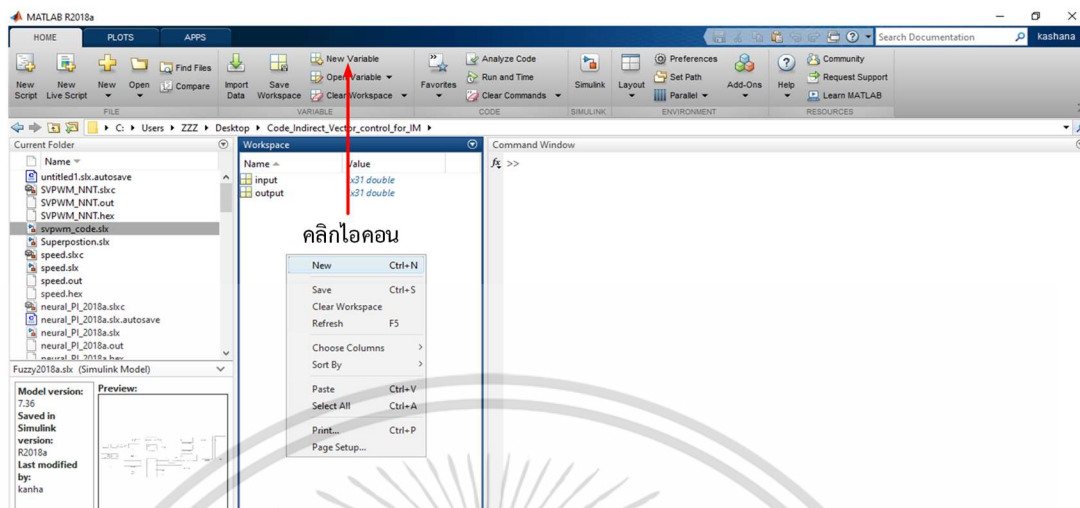 MATLAB R2018a
HOME PLOTS APPS
Search Documentation kashana
New Script
New Live Script
New
Open
Find Files
Compare
Import Data
Save Workspace
New Variable
Open Variable
Clear Workspace
Favorites
Analyze Code
Run and Time
Clear Commands
Simulink
Layout
Preferences
Set Path
Parallel
Add-Ons
Help
Community
Request Support
Learn MATLAB
FILE VARIABLE CODE SIMULINK ENVIRONMENT RESOURCES
C: Users ZZZ Desktop Code_Indirect_Vector_control_for_IM
Current Folder
Name
untitled1.slx.autosave
SVPWM_NNT.slxc
SVPWM_NNT.out
SVPWM_NNT.hex
svpwm_code.slx
Superpostion.slx
speed.slxc
speed.slx
speed.out
speed.hex
neural_PI_2018a.slxc
neural_PI_2018a.slx.autosave
neural_PI_2018a.slx
neural_PI_2018a.out
neural_PI_2018a.hex
Fuzzy2018a.slx (Simulink Model)
Model version:
7.36
Saved in
Simulink
version:
R2018a
Last modified
by:
kanha
Preview:
Workspace
Name Value
input x31 double
output x31 double
คลิกไอคอน
New Ctrl+N
Save Ctrl+S
Clear Workspace
Refresh F5
Choose Columns
Sort By
Paste Ctrl+V
Select All Ctrl+A
Print... Ctrl+P
Page Setup...
Command Window
fx >>